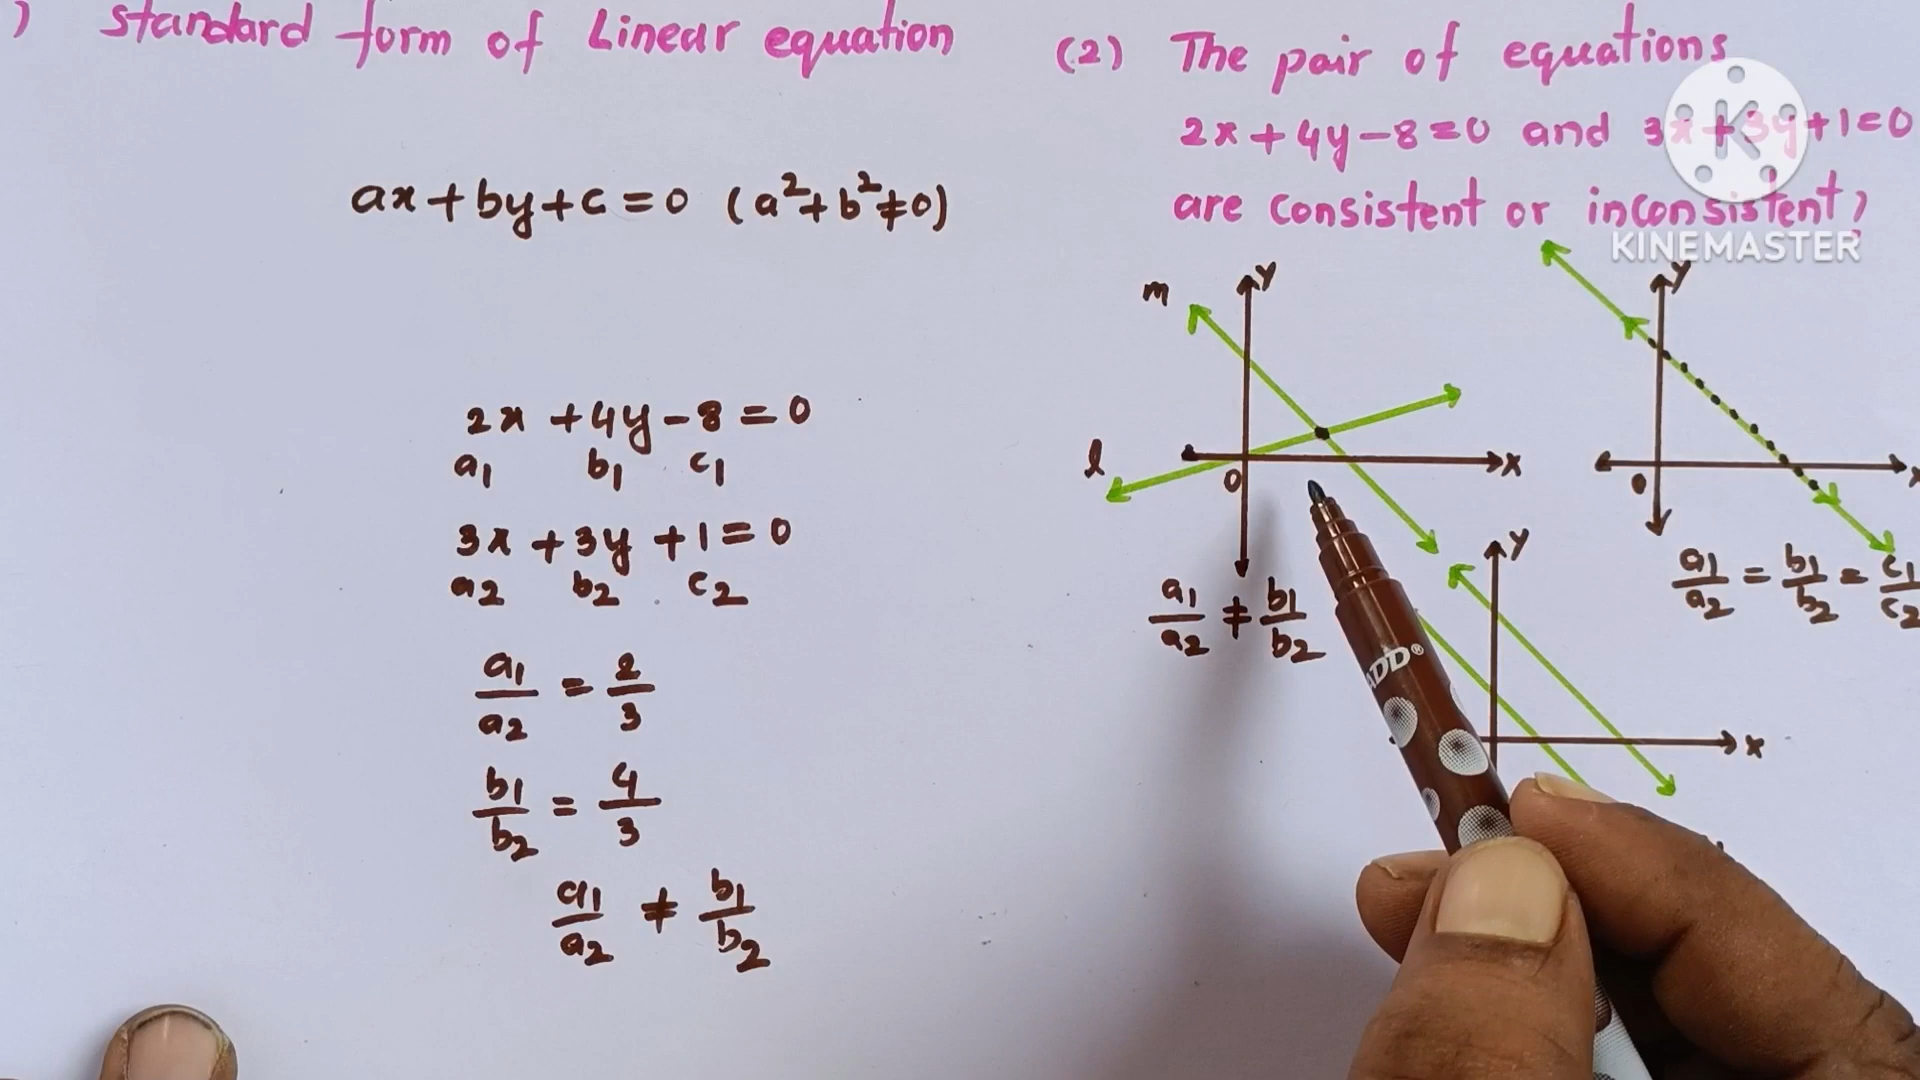 ) Standard form of Linear equation
ax + by + c = 0 (a² + b² ≠ 0)
2x + 4y - 8 = 0
a₁ b₁ c₁
3x + 3y + 1 = 0
a₂ b₂ c₂
a₁/a₂ = 2/3
b₁/b₂ = 4/3
a₁/a₂ ≠ b₁/b₂
(2) The pair of equations
2x + 4y - 8 = 0 and 3x + 3y + 1 = 0
are consistent or inconsistent?
K
KINEMASTER
m y
l
0 x
a₁/a₂ ≠ b₁/b₂
y
0 x
a₁/a₂ = b₁/b₂ = c₁/c₂
y
x
ADD®